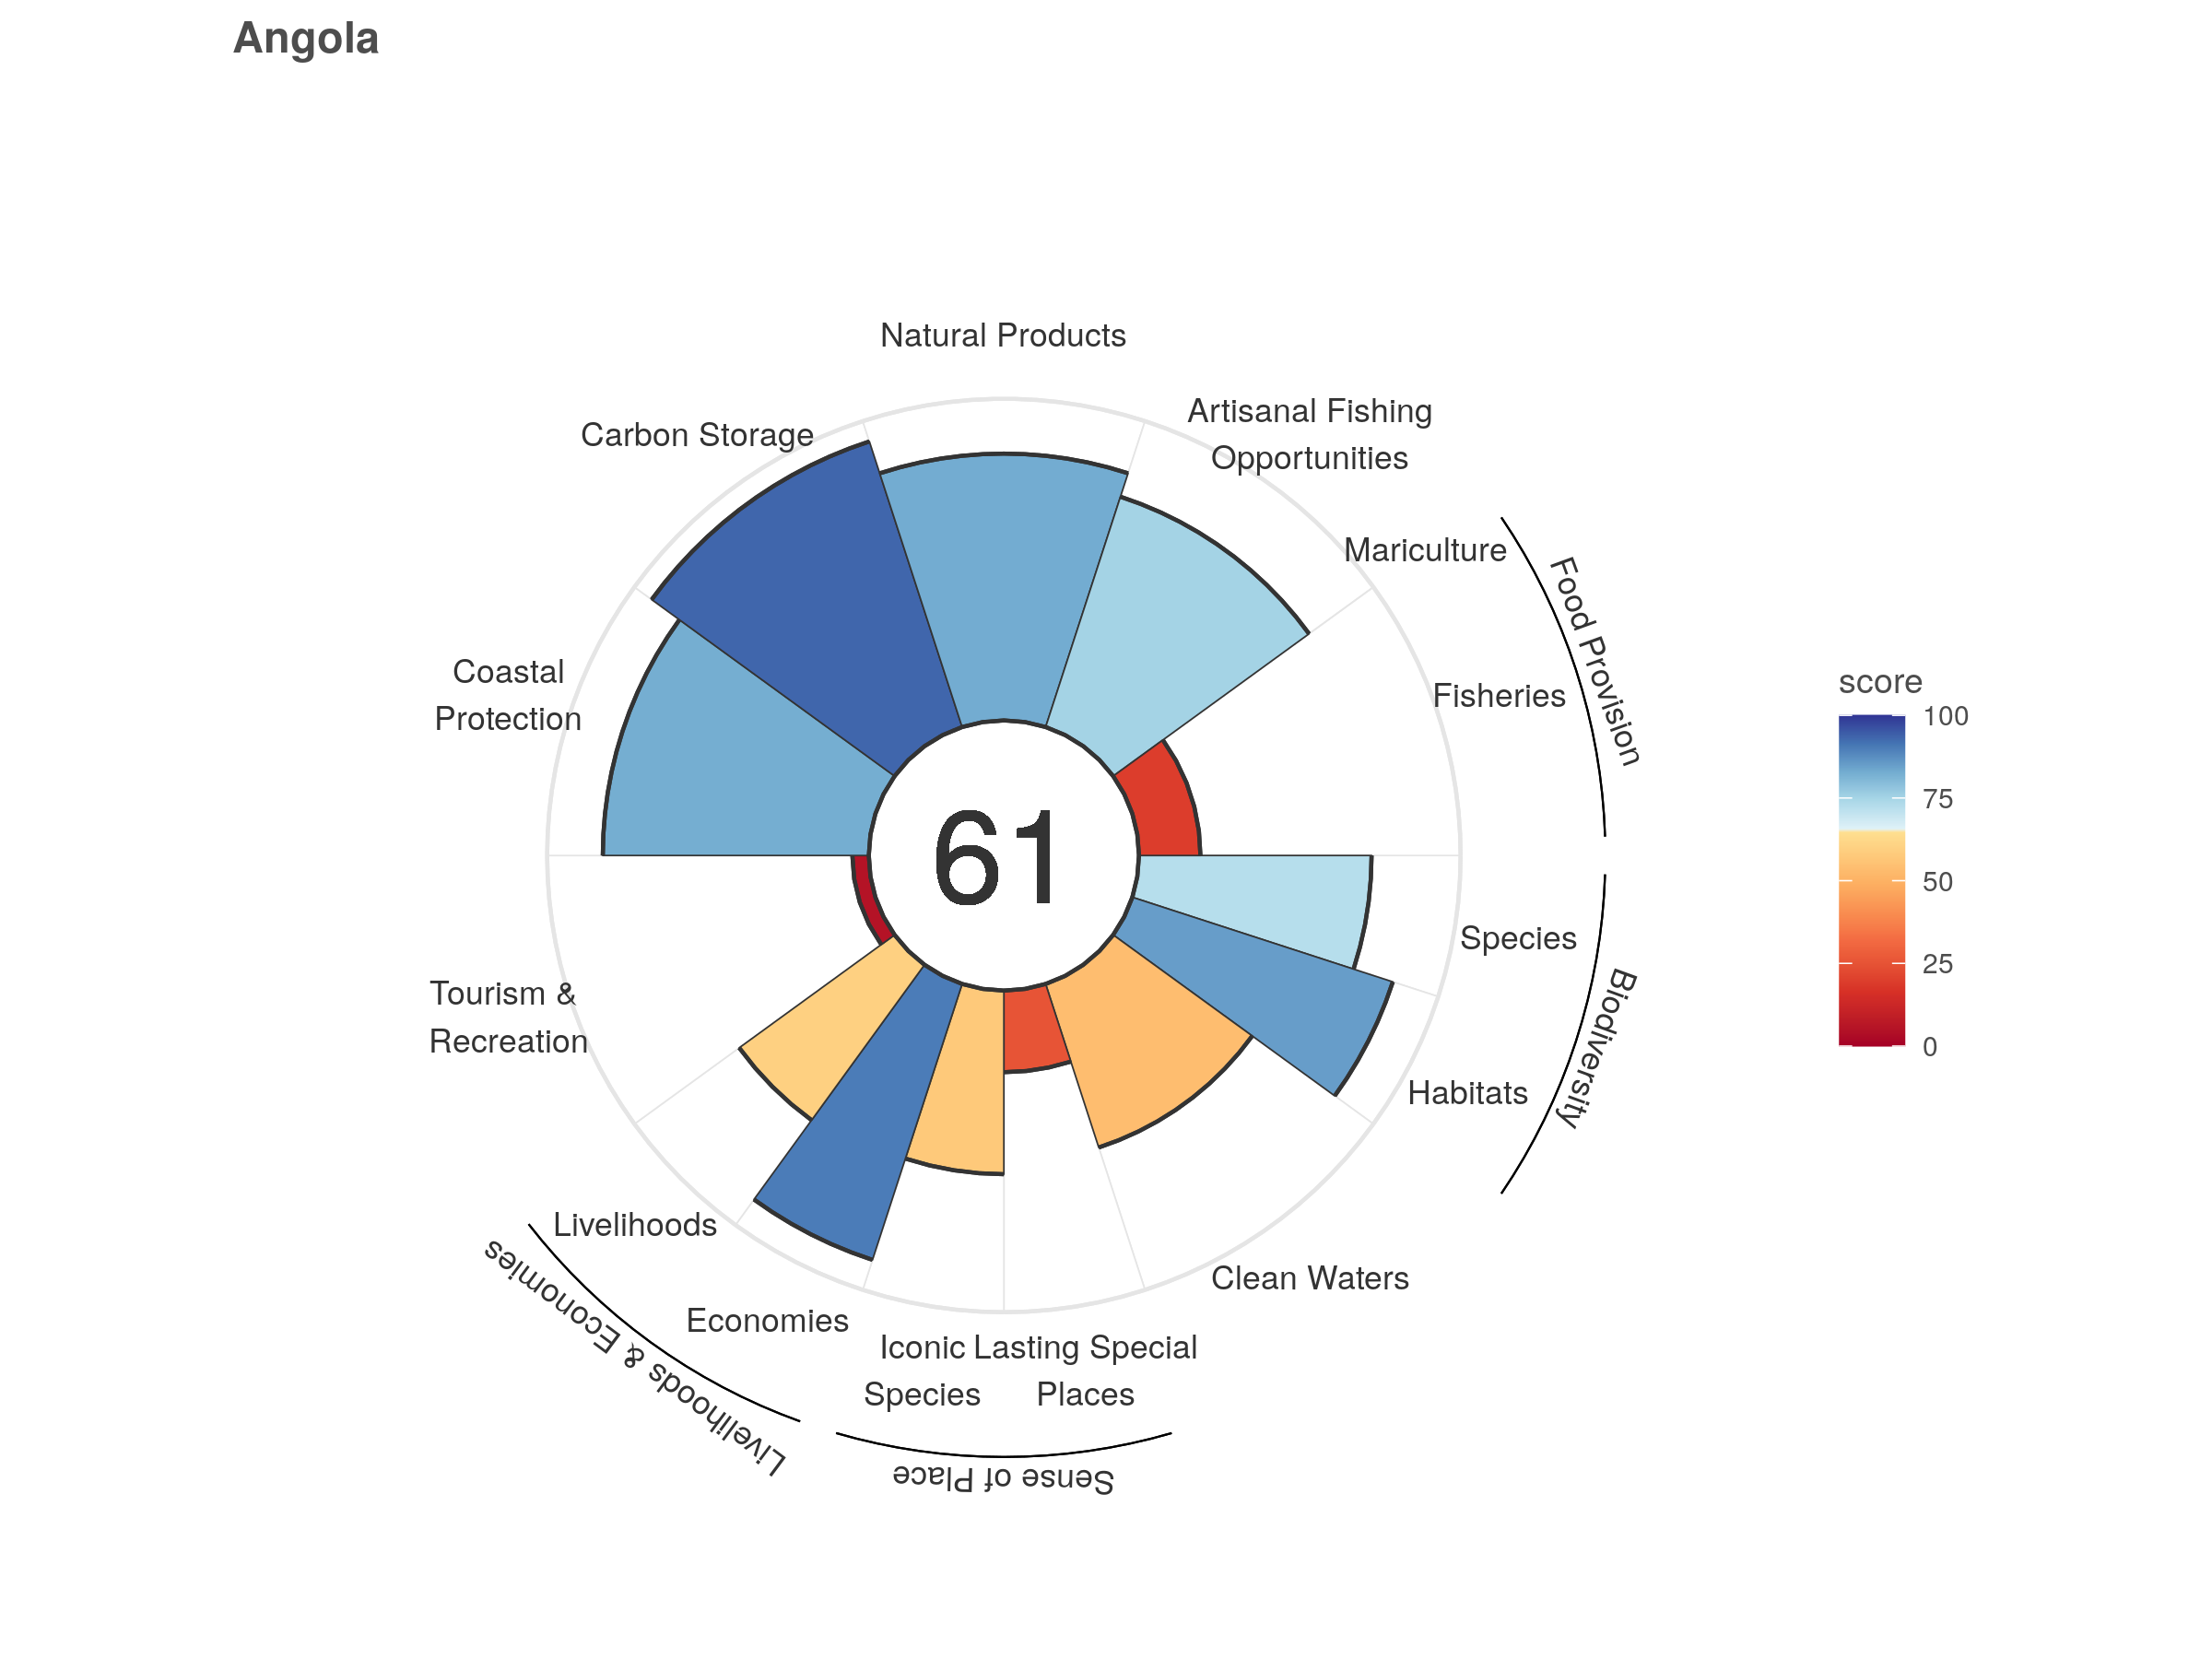 Angola
Natural Products
Artisanal Fishing
Opportunities
Carbon Storage
Mariculture
Food Provision
Fisheries
Coastal
Protection
score
100
75
50
25
0
61
Species
Biodiversity
Tourism &
Recreation
Habitats
Livelihoods
Clean Waters
Economies
Livelihoods & Economies
Iconic
Species
Lasting Special
Places
Sense of Place